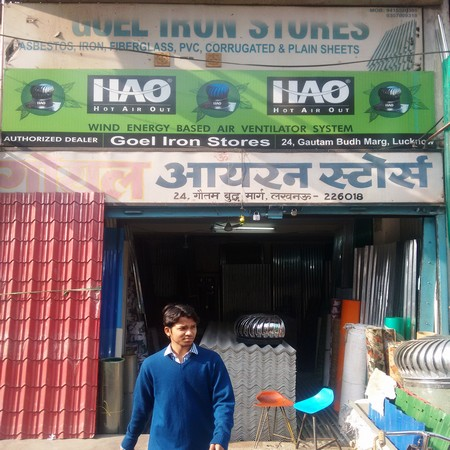 GOEL IRON STORES
ASBESTOS, IRON, FIBERGLASS, PVC, CORRUGATED & PLAIN SHEETS
HAO HAO
HOT AIR OUT HOT AIR OUT
WIND ENERGY BASED AIR VENTILATOR SYSTEM
AUTHORIZED DEALER Goel Iron Stores 24, Gautam Budh Marg, Lucknow
ॐ
गोयल आयरन स्टोर्स
24, गौतम बुद्ध मार्ग, लखनऊ - 226018